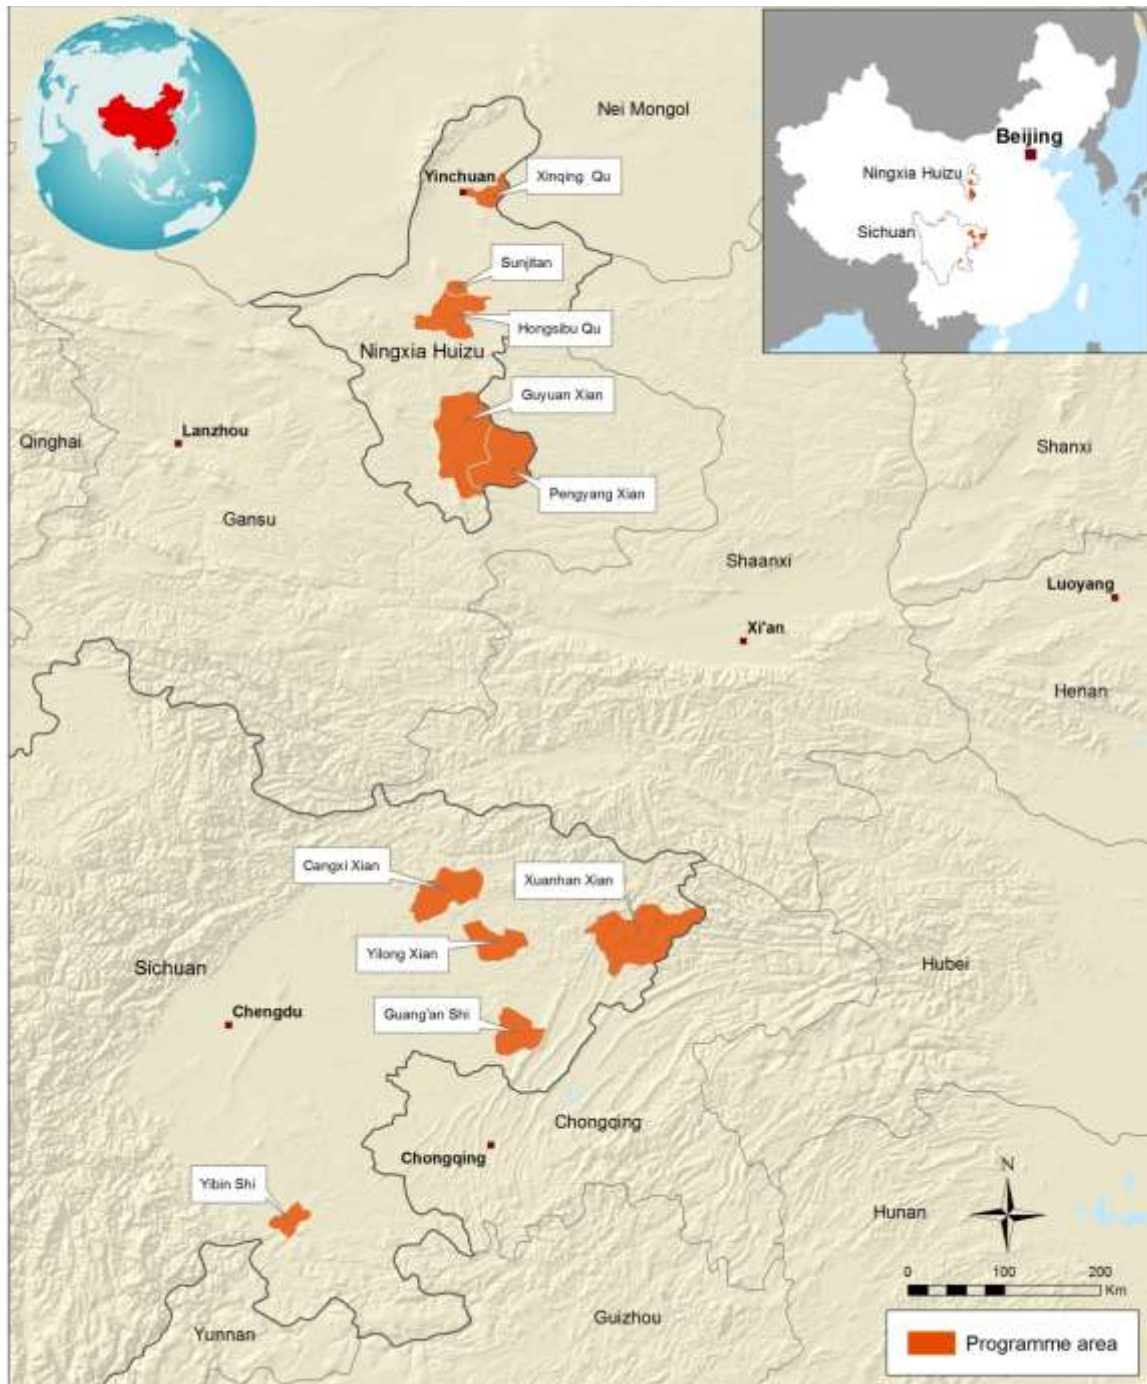 Nei Mongol
Beijing
Yinchuan
Xinqing Qu
Ningxia Huizu
Sichuan
Sunjitan
Hongsibu Qu
Ningxia Huizu
Guyuan Xian
Lanzhou
Qinghai
Shanxi
Pengyang Xian
Gansu
Shaanxi
Luoyang
Xi'an
Henan
Cangxi Xian
Xuanhan Xian
Yilong Xian
Sichuan
Hubei
Chengdu
Guang'an Shi
Chongqing
Chongqing
Yibin Shi
N
Hunan
0 100 200
Km
Guizhou
Yunnan
Programme area